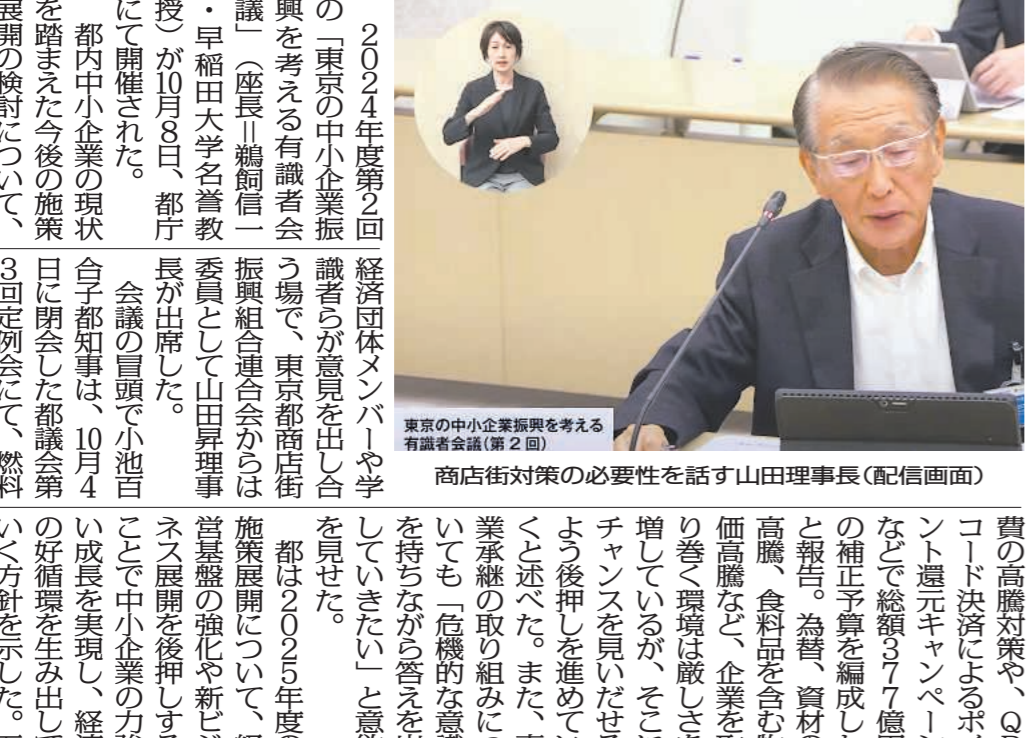 ２０２４年度第２回
の「東京の中小企業振
興を考える有識者会
議」（座長＝鵜飼信一
・早稲田大学名誉教
授）が10月８日、都庁
にて開催された。
都内中小企業の現状
を踏まえた今後の施策
展開の検討について、
経済団体メンバーや学
識者らが意見を出し合
う場で、東京都商店街
振興組合連合会からは
委員として山田昇理事
長が出席した。
会議の冒頭で小池百
合子都知事は、10月４
日に閉会した都議会第
３回定例会にて、燃料
費の高騰対策や、ＱＲ
コード決済によるポイ
ント還元キャンペーン
などで総額３７７億円
の補正予算を編成した
と報告。為替、資材の
高騰、食料品を含む物
価高騰など、企業を取
り巻く環境は厳しさを
増しているが、そこに
チャンスを見いだせる
よう後押しを進めてい
くと述べた。また、事
業承継の取り組みにつ
いても「危機的な意識
を持ちながら答えを出
していきたい」と意欲
を見せた。
都は２０２５年度の
施策展開について、経
営基盤の強化や新ビジ
ネス展開を後押しする
ことで中小企業の力強
い成長を実現し、経済
の好循環を生み出して
いく方針を示した。
東京の中小企業振興を考える
有識者会議(第２回)
商店街対策の必要性を話す山田理事長（配信画面）